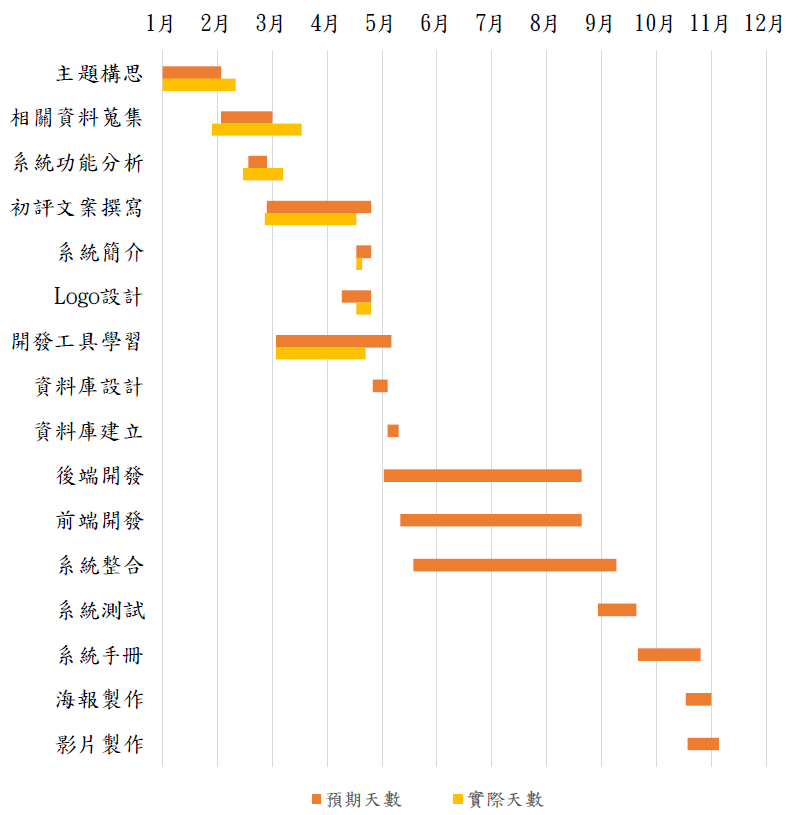 1月 2月 3月 4月 5月 6月 7月 8月 9月 10月 11月 12月
主題構思
相關資料蒐集
系統功能分析
初評文案撰寫
系統簡介
Logo設計
開發工具學習
資料庫設計
資料庫建立
後端開發
前端開發
系統整合
系統測試
系統手冊
海報製作
影片製作
預期天數 實際天數